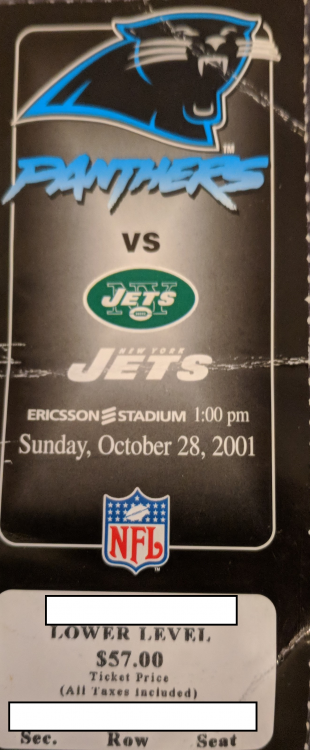 PANTHERS
TM
VS
NY
JETS
NEW YORK
JETS
ERICSSON STADIUM 1:00 pm
Sunday, October 28, 2001
NFL
LOWER LEVEL
$57.00
Ticket Price
(All Taxes Included)
Sec. Row Seat